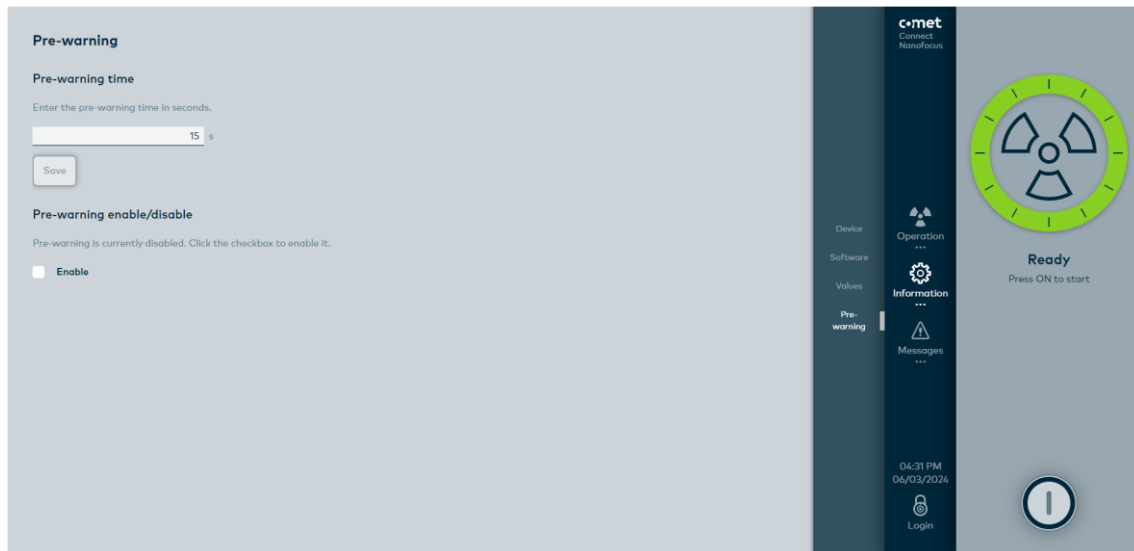 Pre-warning
Pre-warning time
Enter the pre-warning time in seconds.
15 s
Save
Pre-warning enable/disable
Pre-warning is currently disabled. Click the checkbox to enable it.
Enable
Device
Software
Values
Pre-
warning
comet
Connect
Nanofocus
Operation
...
Information
...
Messages
...
04:31 PM
06/03/2024
Login
Ready
Press ON to start